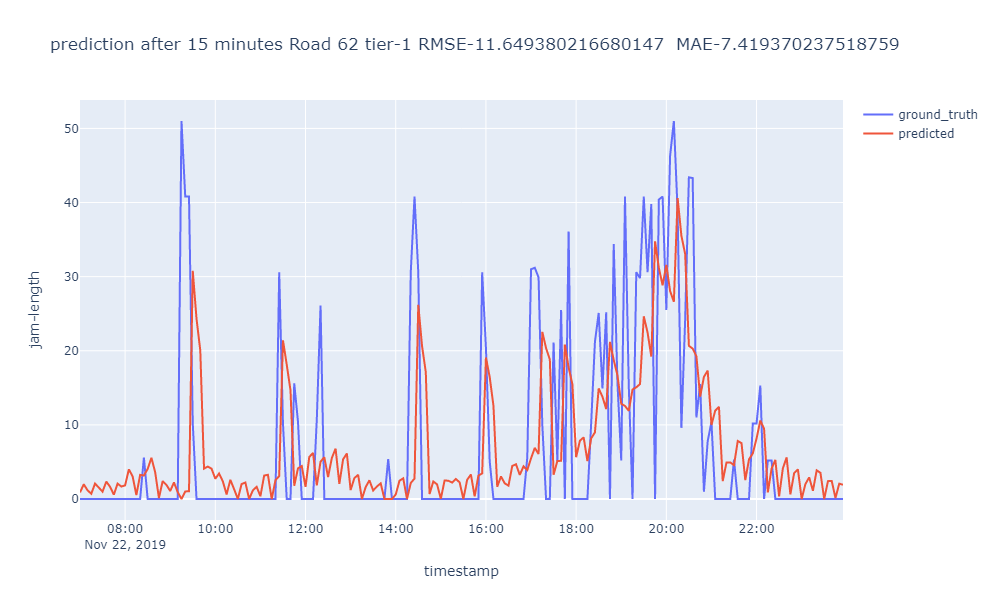 prediction after 15 minutes Road 62 tier-1 RMSE-11.649380216680147  MAE-7.419370237518759
ground_truth
predicted
50
40
30
20
10
0
jam-length
08:00 10:00 12:00 14:00 16:00 18:00 20:00 22:00
Nov 22, 2019
timestamp